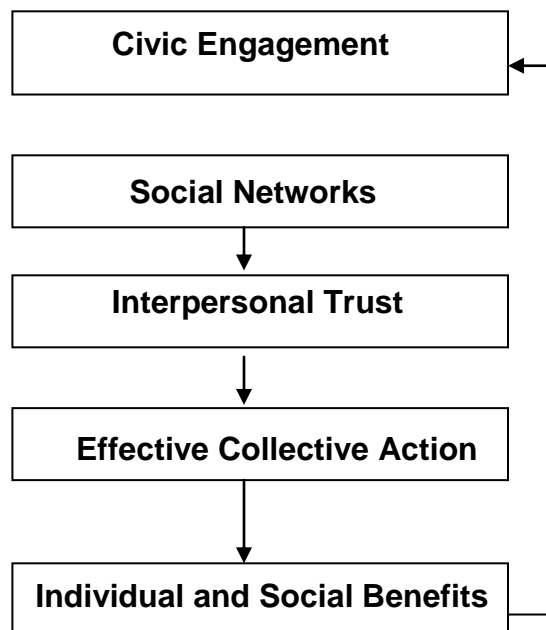 Civic Engagement
Social Networks
Interpersonal Trust
Effective Collective Action
Individual and Social Benefits